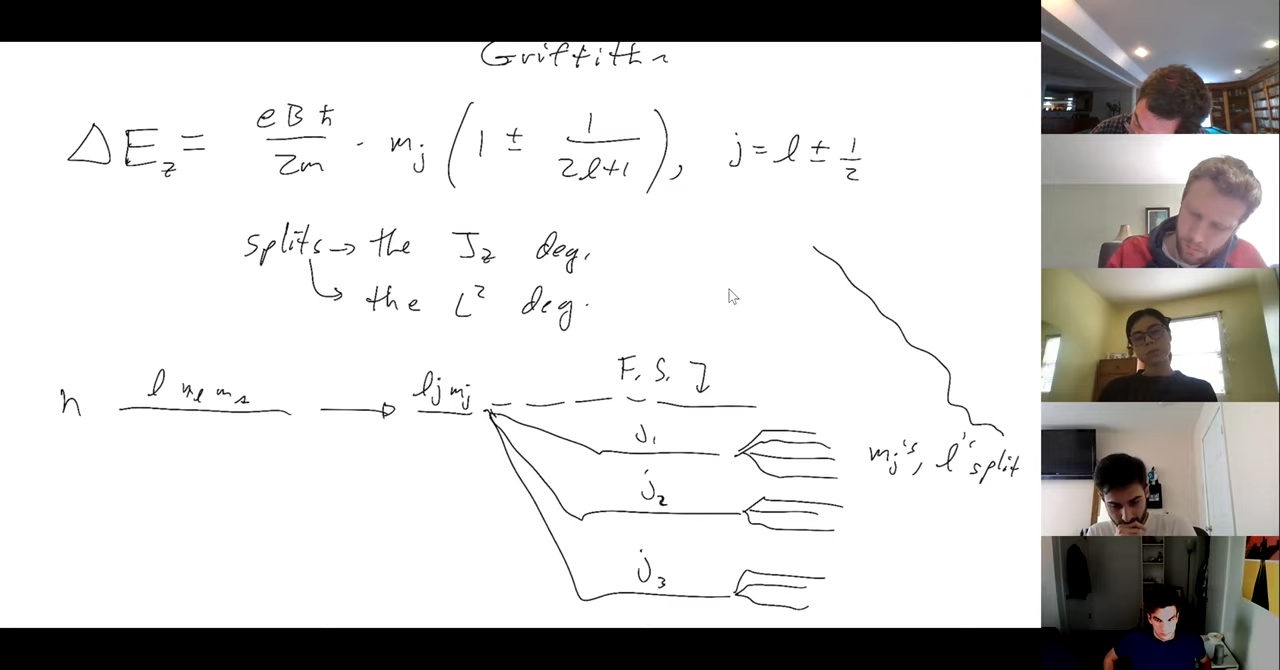 Griffith
ΔE_z = eBħ/2m · m_j (1 ± 1/(2l+1)), j = l ± 1/2
splits → the J_z deg.
↳ the L² deg.
n l m_l m_s → l j m_j F.S. ↓
j_1
m_j's, l's split
j_2
j_3